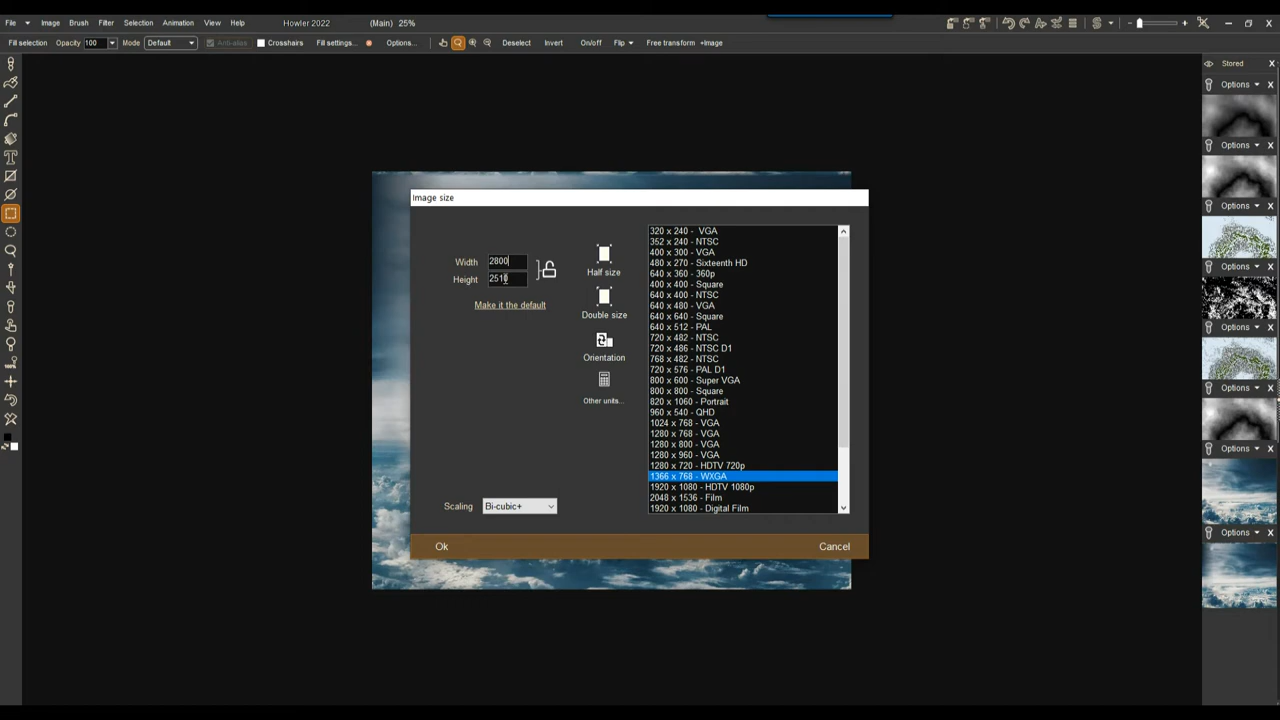 File Image Brush Filter Selection Animation View Help Howler 2022 (Main) 25%
Fill selection Opacity 100 Mode Default Anti-alias Crosshairs Fill settings... Options... Deselect Invert On/off Flip Free transform +Image
Stored X
Options X
Options X
Options X
Options X
Options X
Options X
Options X
Options X
Image size
Width 2800
Height 2510
Make it the default
Half size
Double size
Orientation
Other units...
320 x 240 - VGA
352 x 240 - NTSC
400 x 300 - VGA
480 x 270 - Sixteenth HD
640 x 360 - 360p
400 x 400 - Square
640 x 400 - NTSC
640 x 480 - VGA
640 x 640 - Square
640 x 512 - PAL
720 x 482 - NTSC
720 x 486 - NTSC D1
768 x 482 - NTSC
720 x 576 - PAL D1
800 x 600 - Super VGA
800 x 800 - Square
820 x 1060 - Portrait
960 x 540 - QHD
1024 x 768 - VGA
1280 x 768 - VGA
1280 x 800 - VGA
1280 x 960 - VGA
1280 x 720 - HDTV 720p
1366 x 768 - WXGA
1920 x 1080 - HDTV 1080p
2048 x 1536 - Film
1920 x 1080 - Digital Film
Scaling Bi-cubic+
Ok Cancel